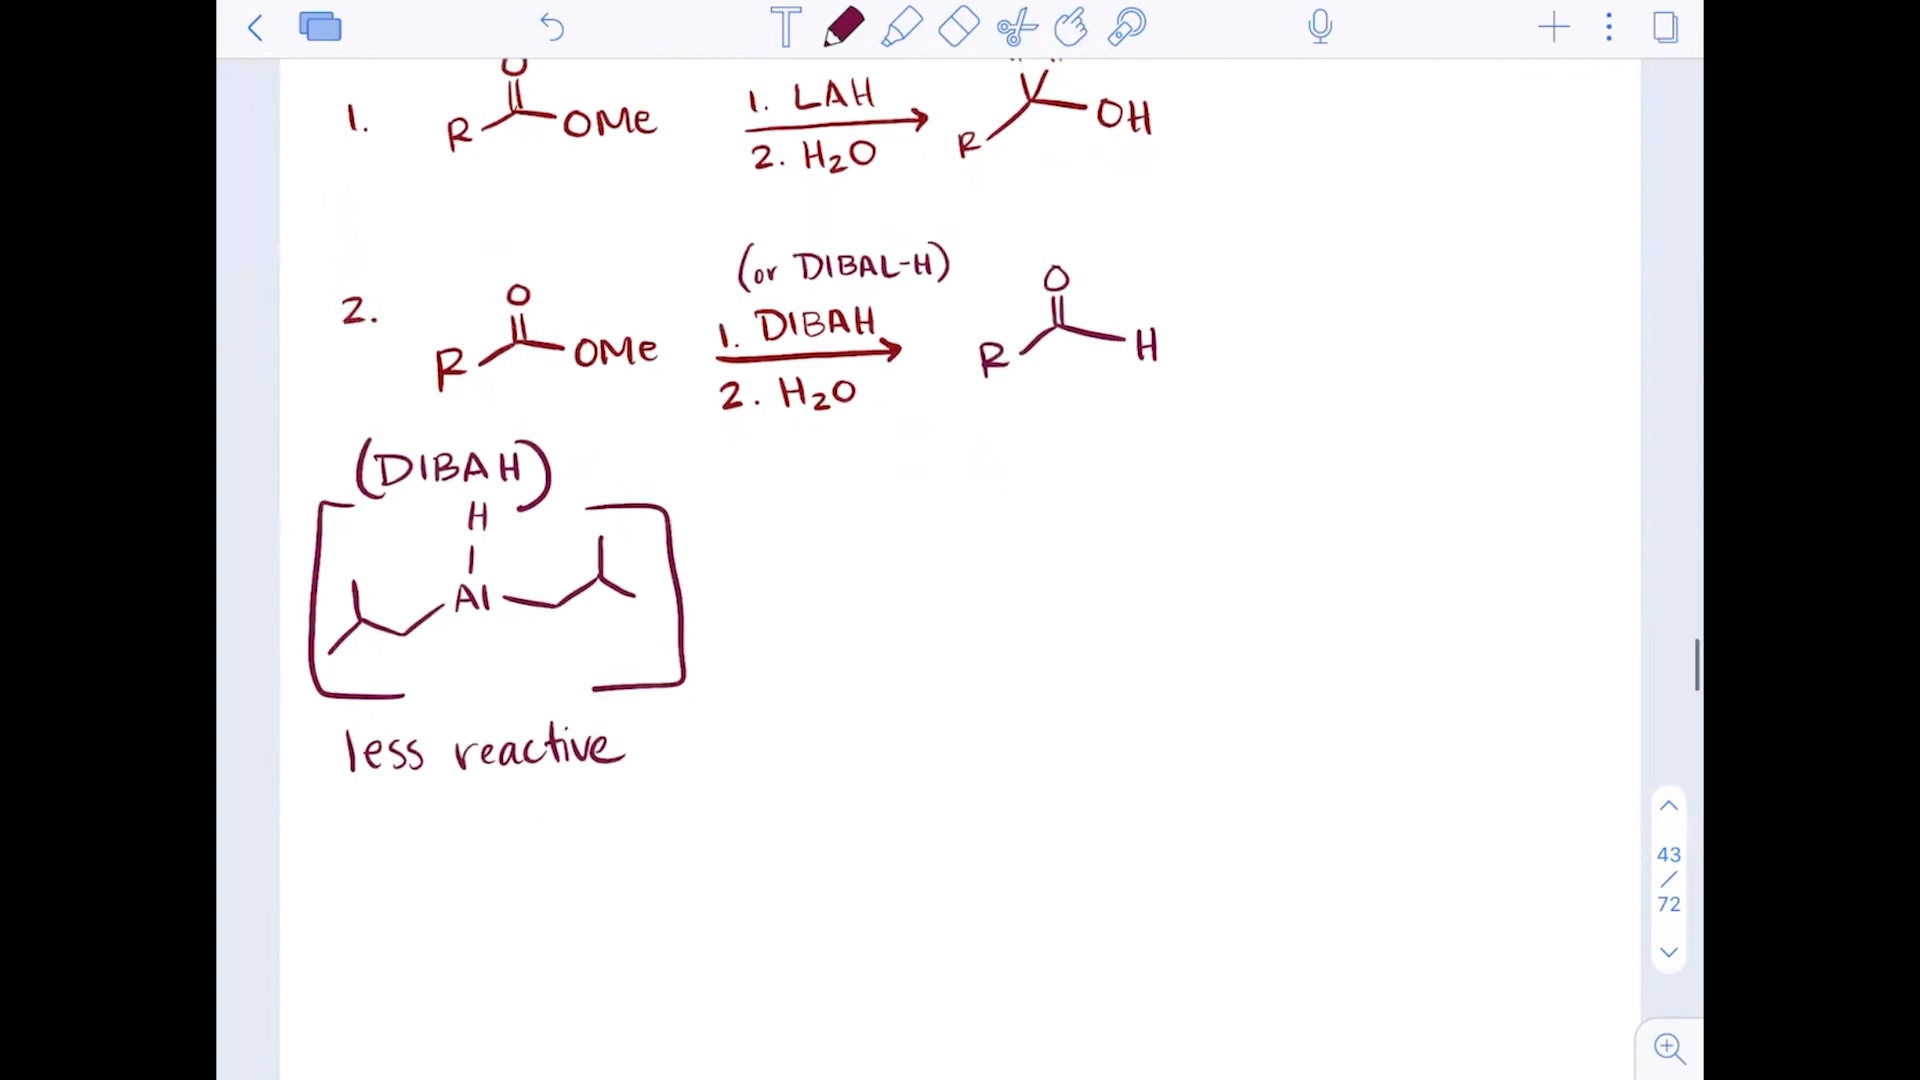 O
1. R OMe 1. LAH R OH
2. H₂O
(or DIBAL-H)
O O
2. R OMe 1. DIBAH R H
2. H₂O
(DIBAH)
H
Al
less reactive
T
43
/
72